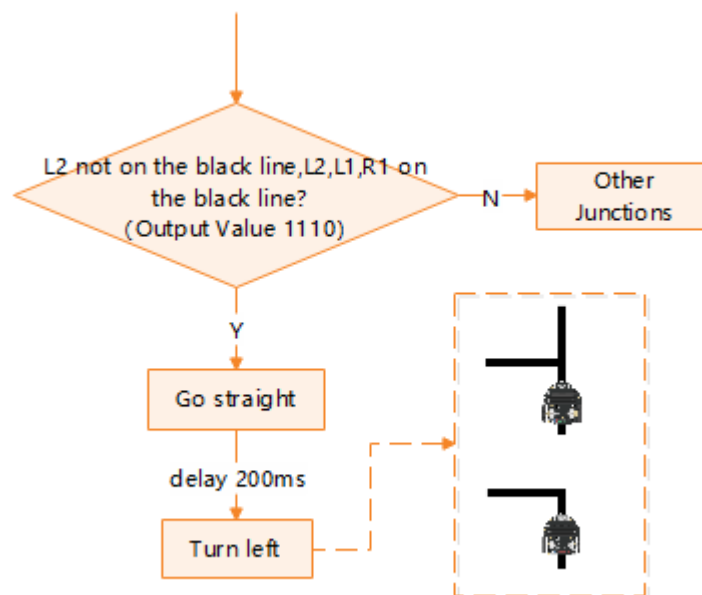 L2 not on the black line,L2,L1,R1 on
the black line?
(Output Value 1110)
N
Other
Junctions
Y
Go straight
delay 200ms
Turn left